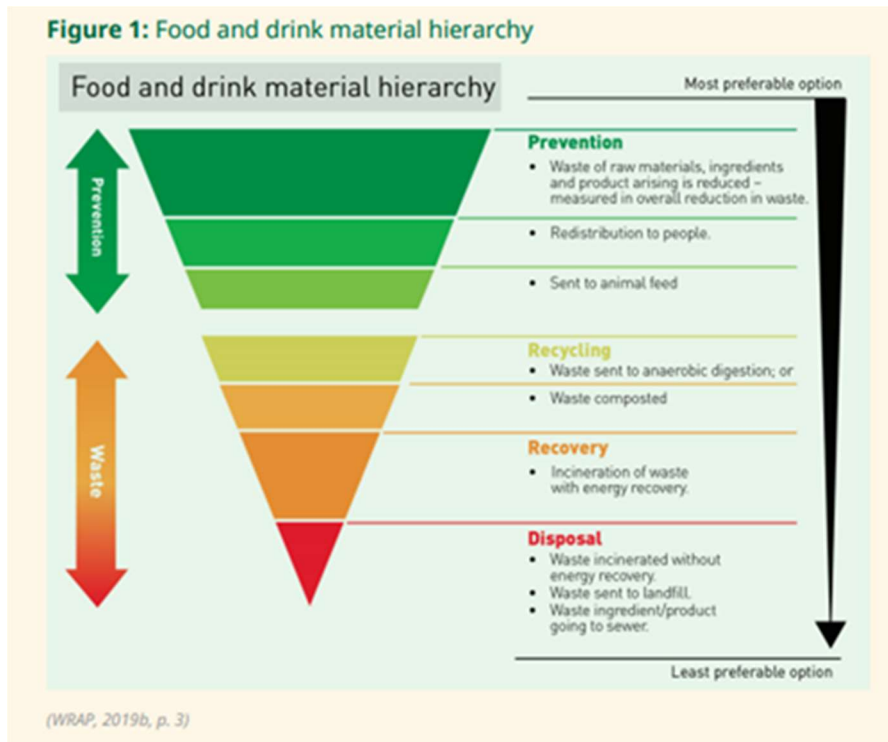 Figure 1: Food and drink material hierarchy
Food and drink material hierarchy
Most preferable option
Prevention
Prevention
• Waste of raw materials, ingredients
and product arising is reduced –
measured in overall reduction in waste.
• Redistribution to people.
• Sent to animal feed
Waste
Recycling
• Waste sent to anaerobic digestion; or
• Waste composted
Recovery
• Incineration of waste
with energy recovery.
Disposal
• Waste incinerated without
energy recovery.
• Waste sent to landfill.
• Waste ingredient/product
going to sewer.
Least preferable option
(WRAP, 2019b, p. 3)